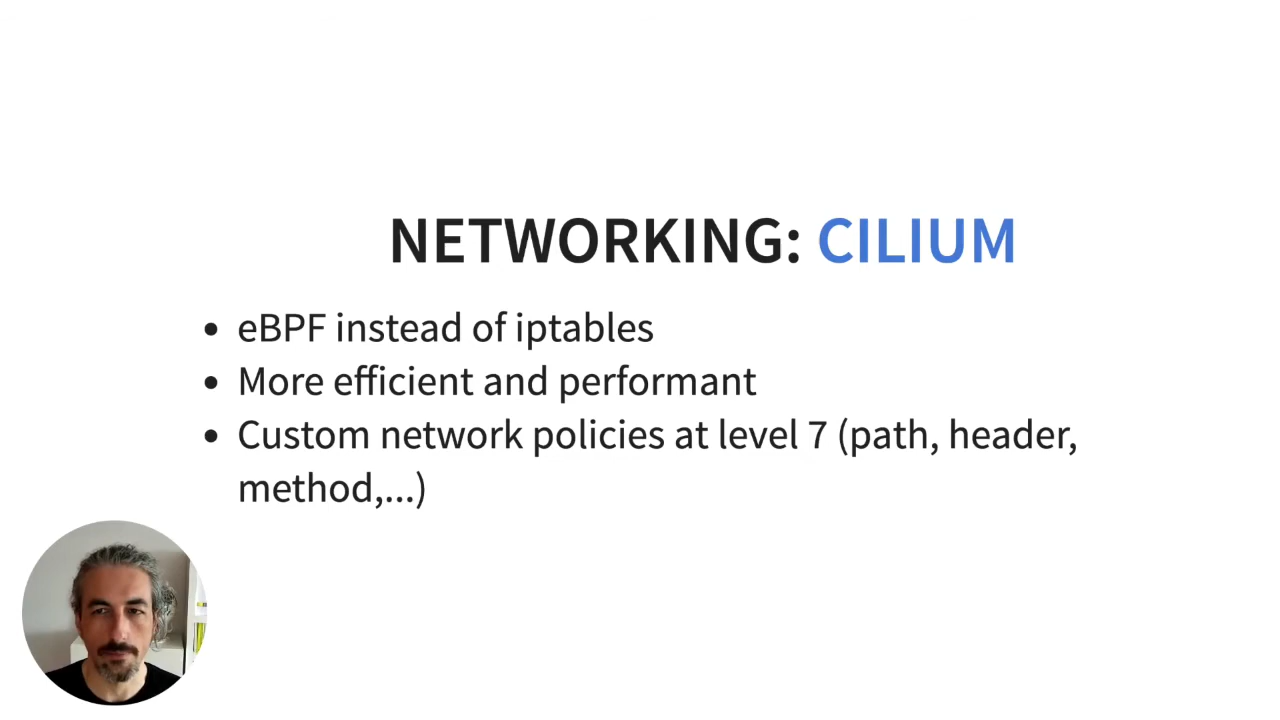 NETWORKING: CILIUM
• eBPF instead of iptables
• More efficient and performant
• Custom network policies at level 7 (path, header,
method,...)